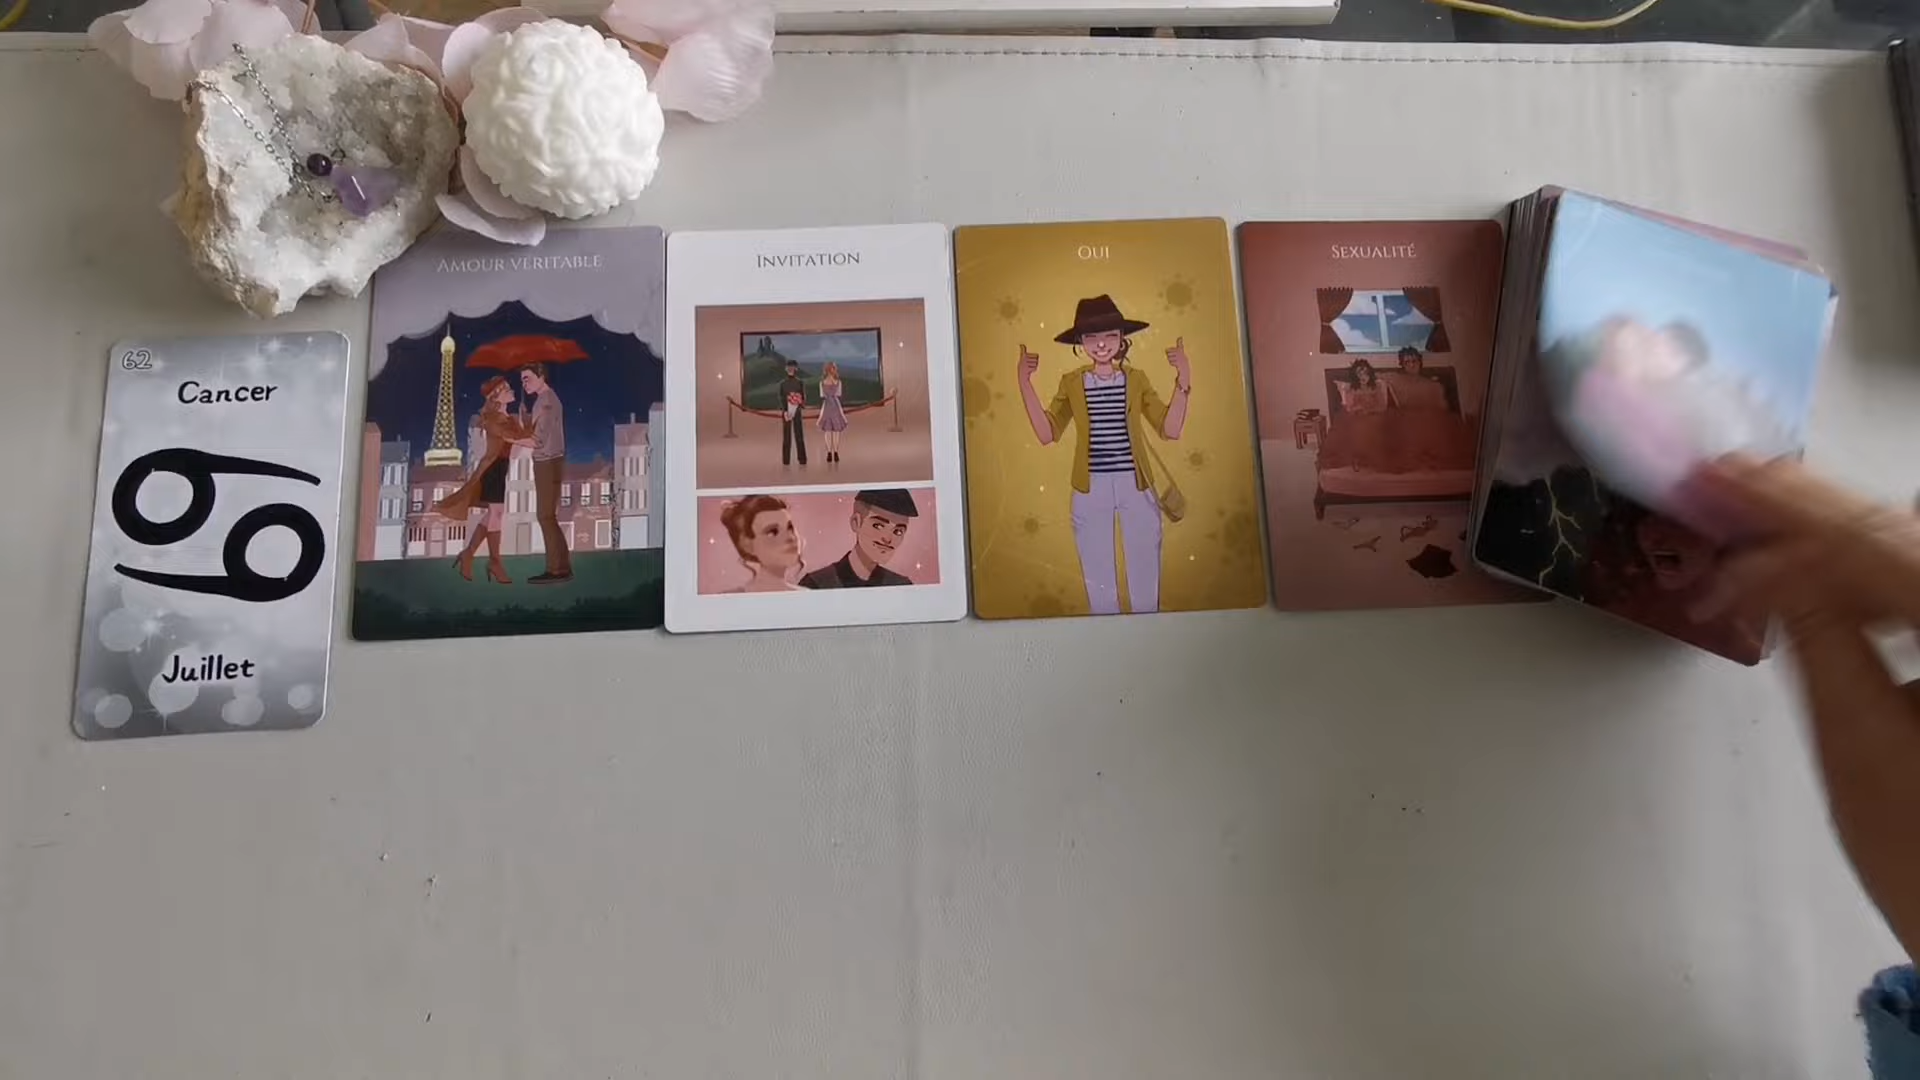 62
Cancer
Juillet
AMOUR VÉRITABLE
INVITATION
OUI
SEXUALITÉ